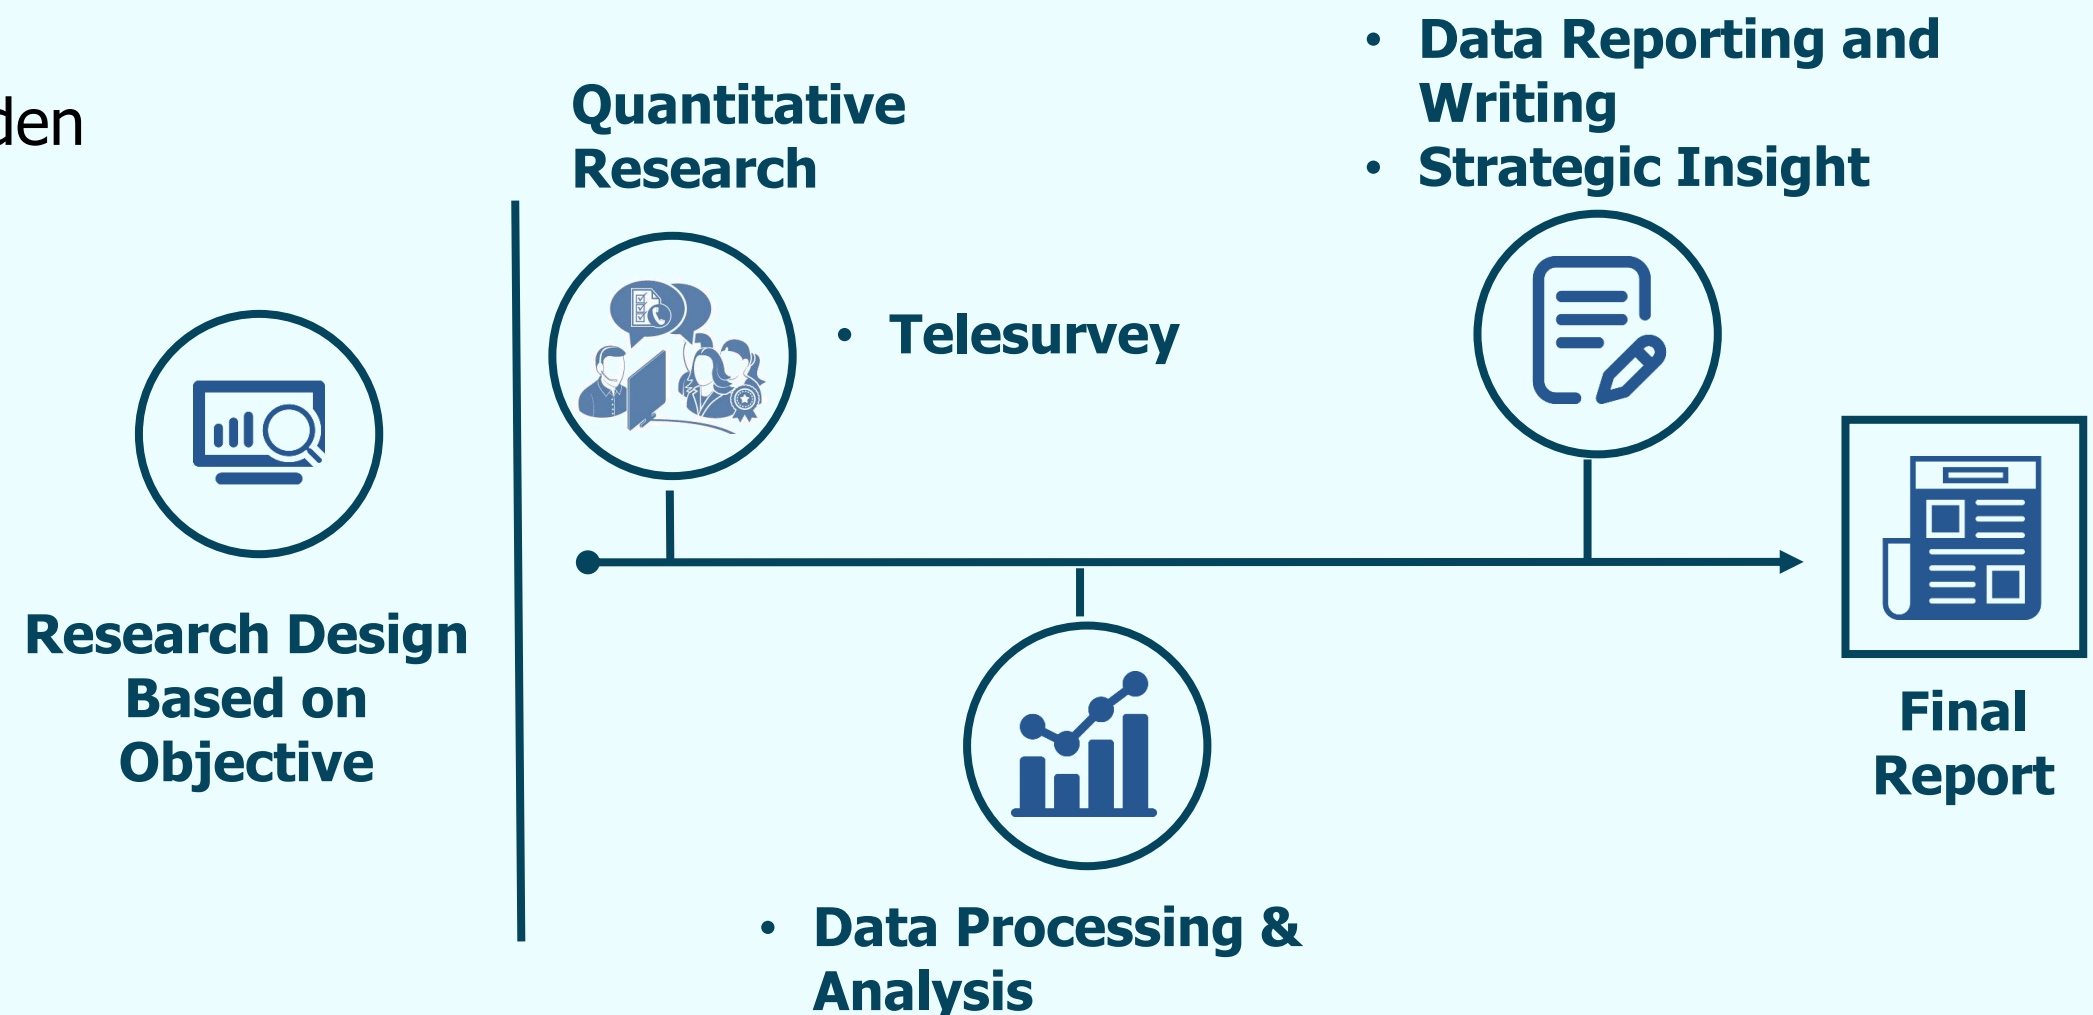 den
Research Design
Based on
Objective
Quantitative
Research
• Telesurvey
• Data Processing &
Analysis
• Data Reporting and
Writing
• Strategic Insight
Final
Report